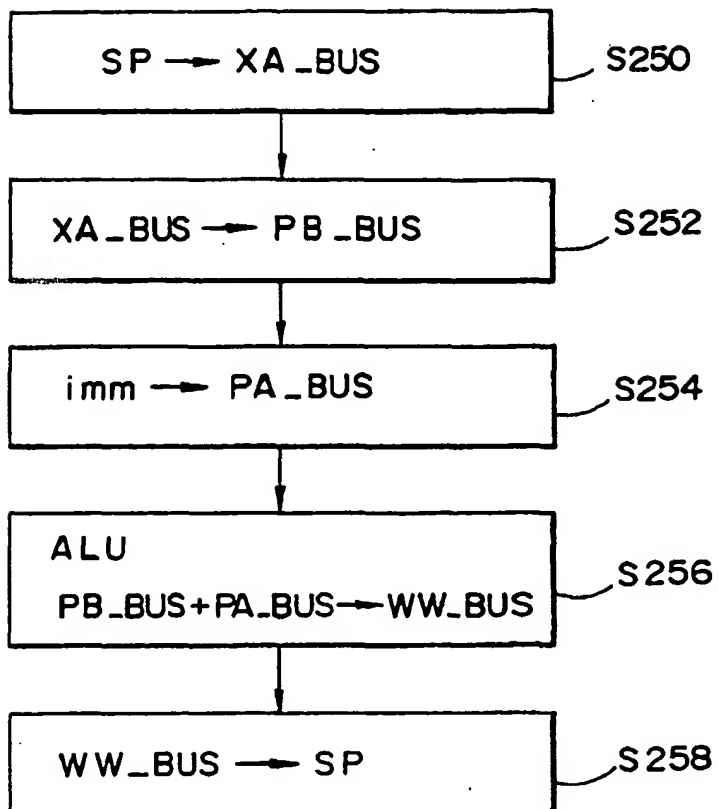 SP → XA_BUS
S250
XA_BUS → PB_BUS
S252
imm → PA_BUS
S254
ALU
PB_BUS+PA_BUS→WW_BUS
S256
WW_BUS → SP
S258